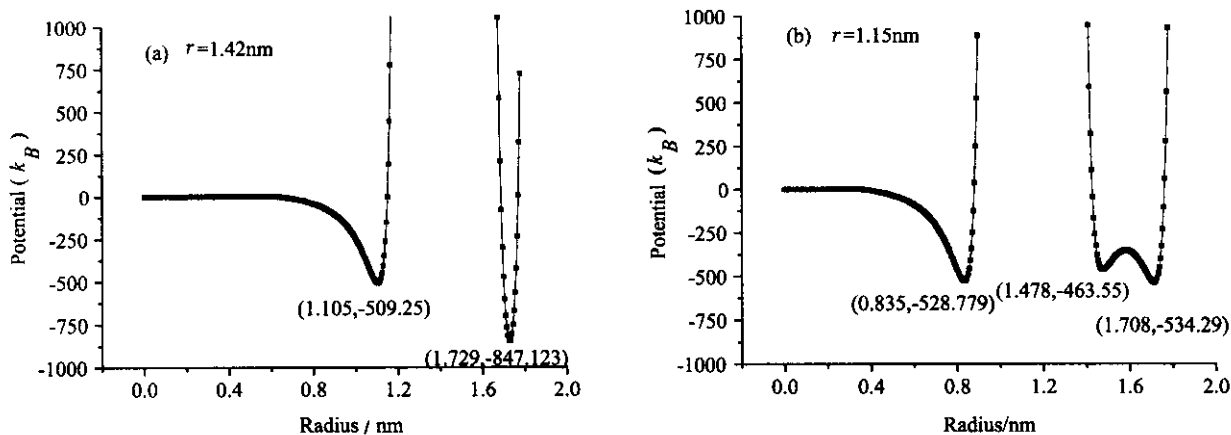 (a) r=1.42nm
1000
750
500
250
0
-250
-500
-750
-1000
Potential ( k_B )
(1.105,-509.25)
(1.729,-847,123)
0.0 0.4 0.8 1.2 1.6 2.0
Radius / nm
(b) r=1.15nm
1000
750
500
250
0
-250
-500
-750
-1000
Potential (k_B)
(0.835,-528.779)
(1.478,-463.55)
(1.708,-534.29)
0.0 0.4 0.8 1.2 1.6 2.0
Radius/nm